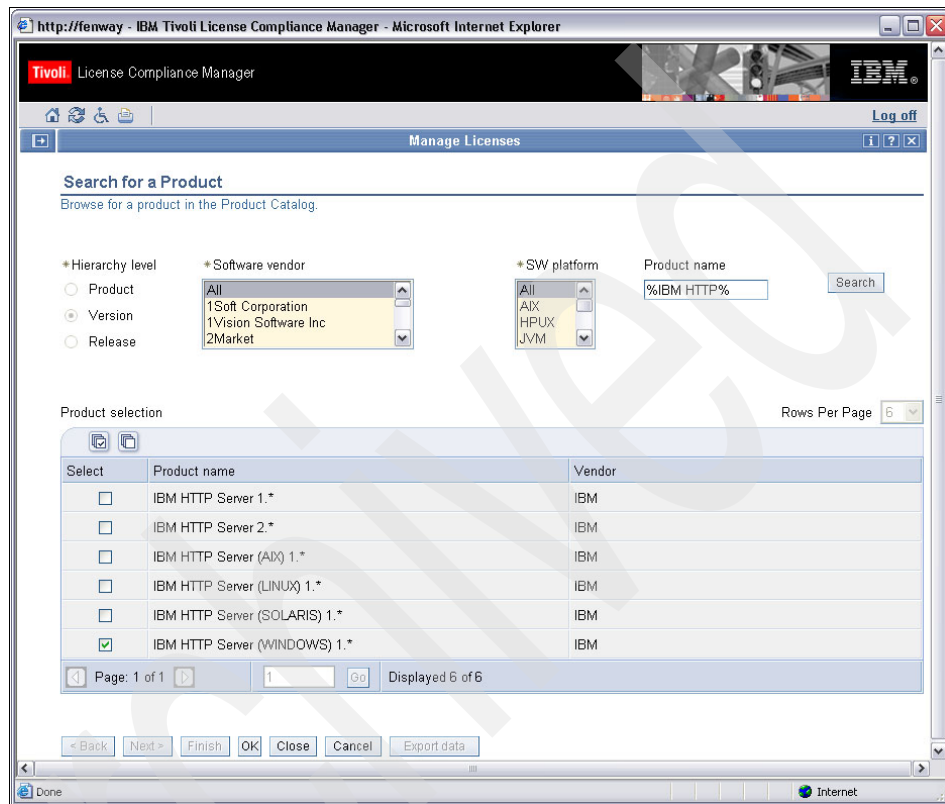 http://fenway - IBM Tivoli License Compliance Manager - Microsoft Internet Explorer
Tivoli. License Compliance Manager
IBM®
Log off
Manage Licenses
i ? X
Search for a Product
Browse for a product in the Product Catalog.
*Hierarchy level
Product
Version
Release
*Software vendor
All
1Soft Corporation
1Vision Software Inc
2Market
*SW platform
All
AIX
HPUX
JVM
Product name
%IBM HTTP%
Search
Product selection
Rows Per Page 6
Select Product name Vendor
IBM HTTP Server 1.* IBM
IBM HTTP Server 2.* IBM
IBM HTTP Server (AIX) 1.* IBM
IBM HTTP Server (LINUX) 1.* IBM
IBM HTTP Server (SOLARIS) 1.* IBM
IBM HTTP Server (WINDOWS) 1.* IBM
Page: 1 of 1 1 Go Displayed 6 of 6
< Back Next > Finish OK Close Cancel Export data
Done Internet
archived